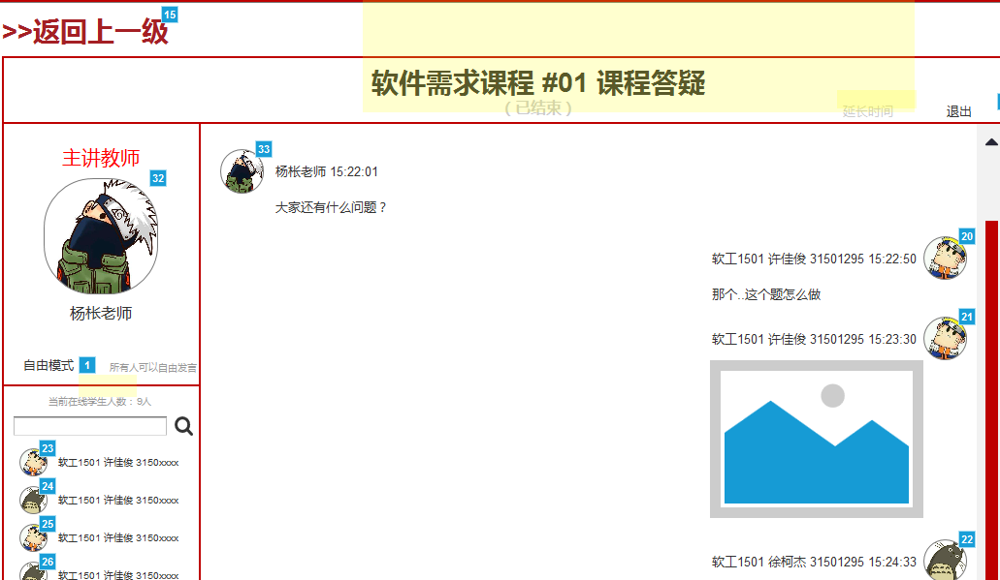 >>返回上一级
15
软件需求课程 #01 课程答疑
（已结束）
延长时间
退出
主讲教师
32
杨枨老师
自由模式 1 所有人可以自由发言
当前在线学生人数：9人
23
软工1501 许佳俊 3150xxxx
24
软工1501 许佳俊 3150xxxx
25
软工1501 许佳俊 3150xxxx
26
软工1501 许佳俊 3150xxxx
33
杨枨老师 15:22:01
大家还有什么问题？
20
软工1501 许佳俊 31501295 15:22:50
那个..这个题怎么做
21
软工1501 许佳俊 31501295 15:23:30
22
软工1501 徐柯杰 31501295 15:24:33